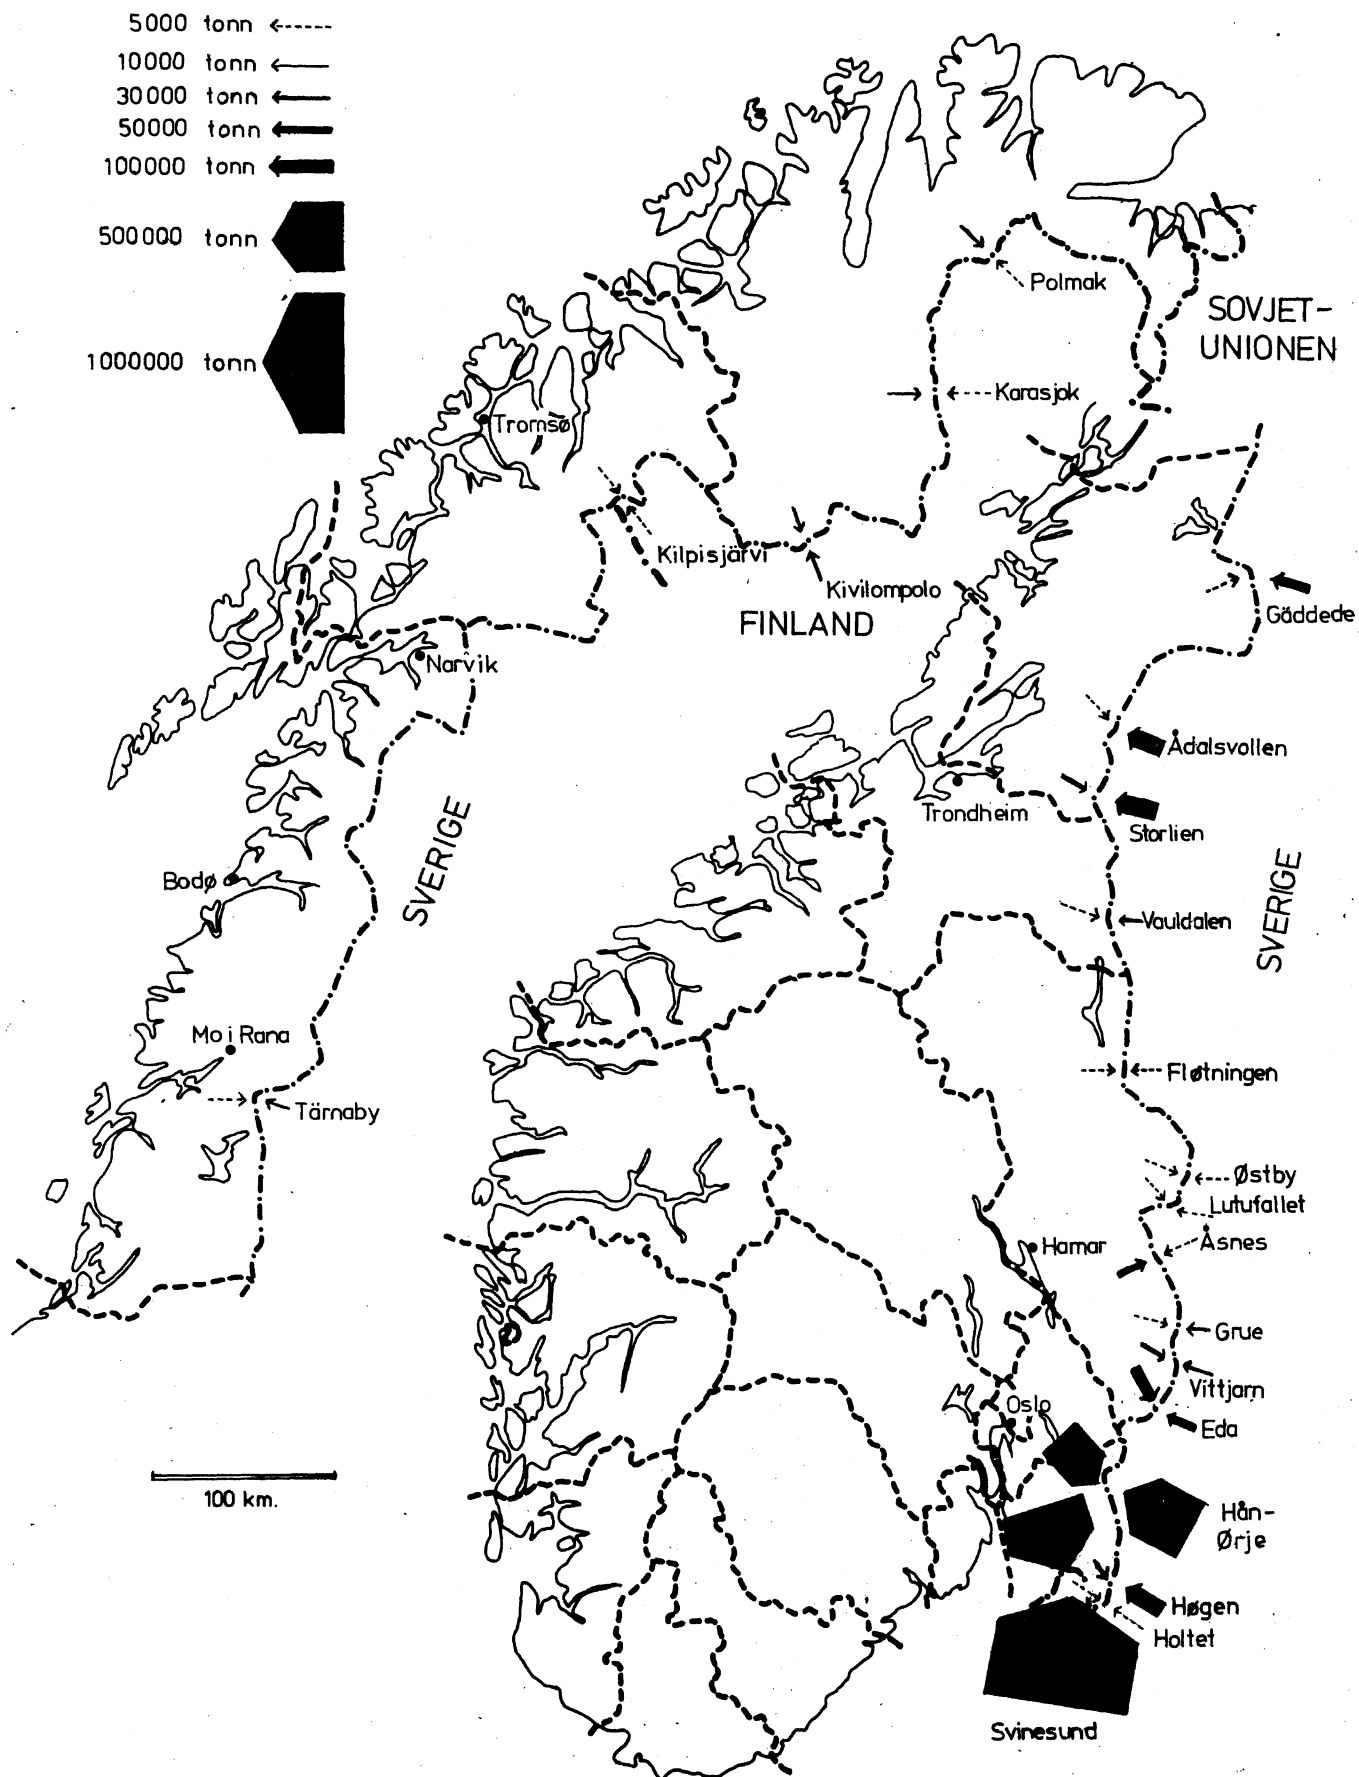 5000 tonn
10000 tonn
30000 tonn
50000 tonn
100000 tonn
500000 tonn
1000000 tonn
Polmak
SOVJET-
UNIONEN
Karasjok
Tromsø
Kilpisjärvi
Kivilompolo
FINLAND
Gäddede
Narvik
Ådalsvollen
Trondheim
Storlien
SVERIGE
Bodø
Vauldalen
SVERIGE
Mo i Rana
Tärnaby
Fløtningen
Østby
Lutufallet
Åsnes
Hamar
Grue
Vittjarn
Oslo
Eda
100 km.
Hån-
Ørje
Høgen
Holtet
Svinesund